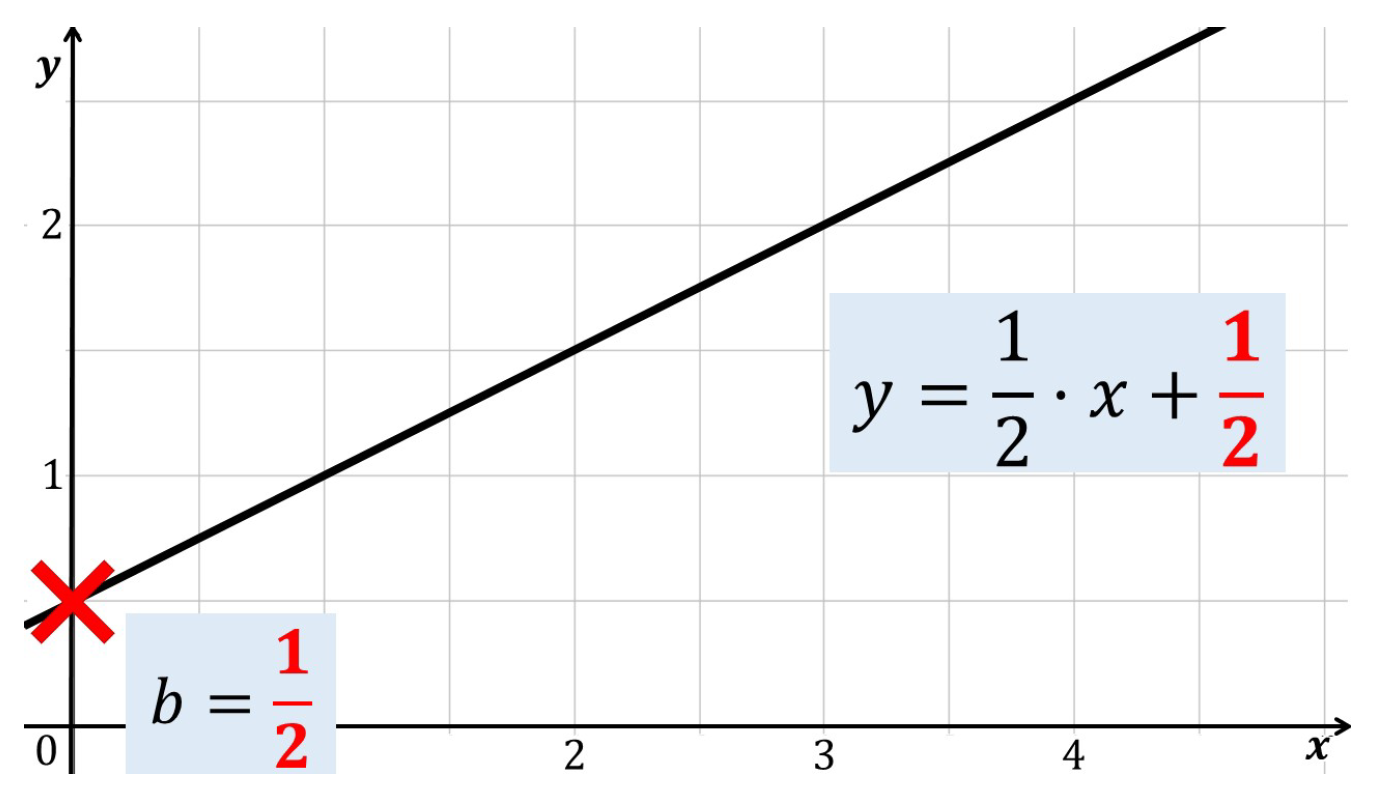 y
2
y = 1/2 · x + 1/2
1
b = 1/2
0 2 3 4 x